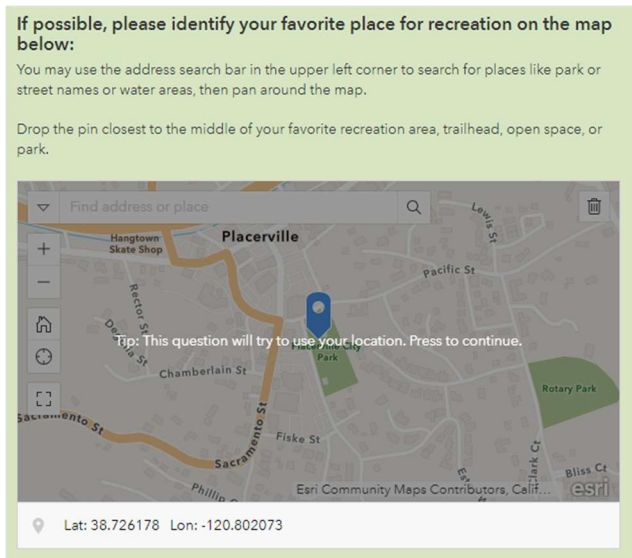 If possible, please identify your favorite place for recreation on the map
below:
You may use the address search bar in the upper left corner to search for places like park or
street names or water areas, then pan around the map.
Drop the pin closest to the middle of your favorite recreation area, trailhead, open space, or
park.
Find address or place
Lewis St
Hangtown
Skate Shop
Placerville
Pacific St
Rector St
Tip: This question will try to use your location. Press to continue.
Placerville City
Park
Chamberlain St
Rotary Park
Sacramento St
Fiske St
Sacramento St
Clark Ct
Bliss Ct
Phillip
Esri Community Maps Contributors, Calif...
esri
Lat: 38.726178 Lon: -120.802073